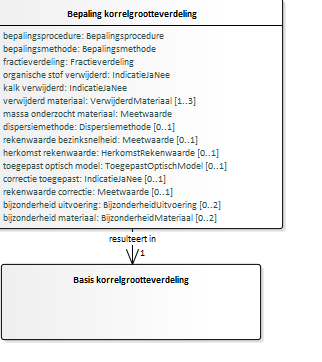 Bepaling korrelgrootteverdeling
bepalingsprocedure: Bepalingsprocedure
bepalingsmethode: Bepalingsmethode
fractieverdeling: Fractieverdeling
organische stof verwijderd: IndicatieJaNee
kalk verwijderd: IndicatieJaNee
verwijderd materiaal: VerwijderdMateriaal [1..3]
massa onderzocht materiaal: Meetwaarde
dispersiemethode: Dispersiemethode [0..1]
rekenwaarde bezinksnelheid: Meetwaarde [0..1]
herkomst rekenwaarde: HerkomstRekenwaarde [0..1]
toegepast optisch model: ToegepastOptischModel [0..1]
correctie toegepast: IndicatieJaNee [0..1]
rekenwaarde correctie: Meetwaarde [0..1]
bijzonderheid uitvoering: BijzonderheidUitvoering [0..2]
bijzonderheid materiaal: BijzonderheidMateriaal [0..2]
resulteert in
1
Basis korrelgrootteverdeling